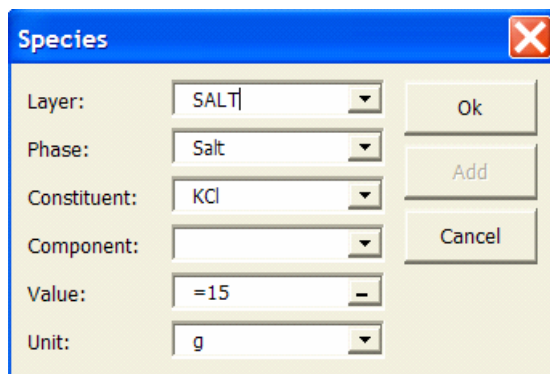 Species
Layer: SALT Ok
Phase: Salt Add
Constituent: KCl
Component: Cancel
Value: =15
Unit: g